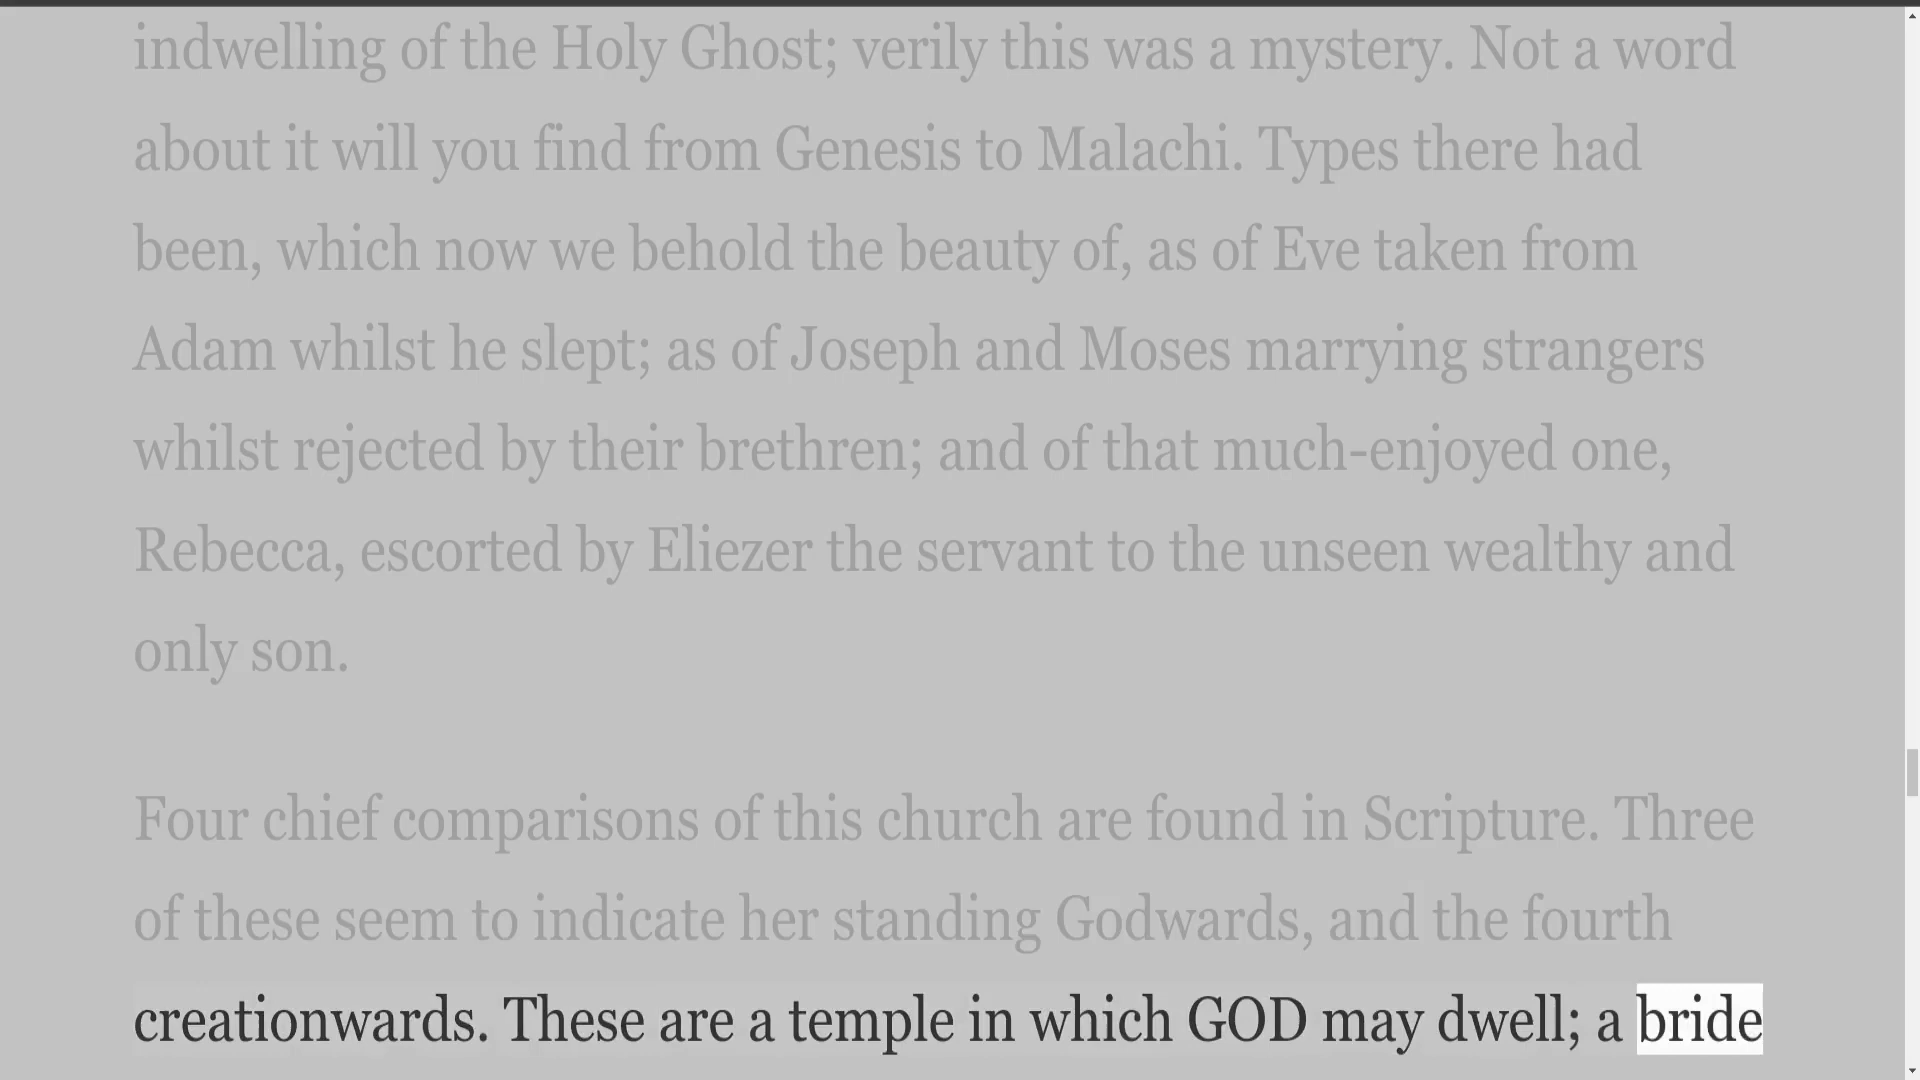 indwelling of the Holy Ghost; verily this was a mystery. Not a word
about it will you find from Genesis to Malachi. Types there had
been, which now we behold the beauty of, as of Eve taken from
Adam whilst he slept; as of Joseph and Moses marrying strangers
whilst rejected by their brethren; and of that much-enjoyed one,
Rebecca, escorted by Eliezer the servant to the unseen wealthy and
only son.
Four chief comparisons of this church are found in Scripture. Three
of these seem to indicate her standing Godwards, and the fourth
creationwards. These are a temple in which GOD may dwell; a bride